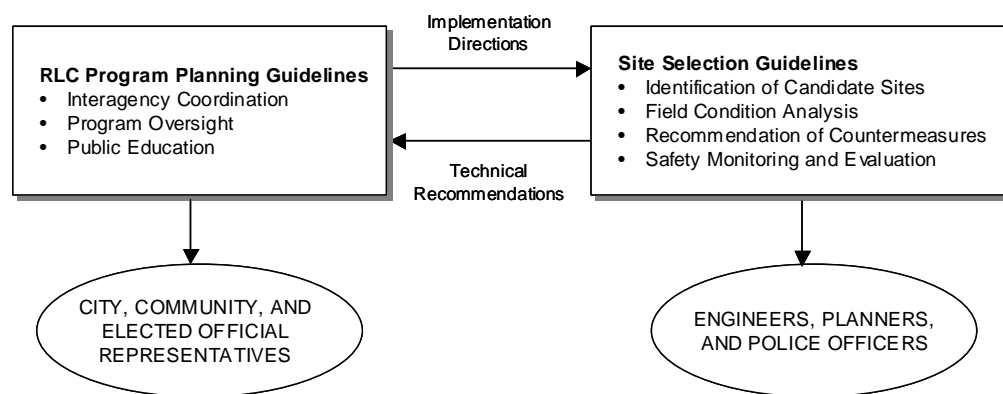 Implementation
Directions
RLC Program Planning Guidelines
• Interagency Coordination
• Program Oversight
• Public Education
Site Selection Guidelines
• Identification of Candidate Sites
• Field Condition Analysis
• Recommendation of Countermeasures
• Safety Monitoring and Evaluation
Technical
Recommendations
CITY, COMMUNITY, AND
ELECTED OFFICIAL
REPRESENTATIVES
ENGINEERS, PLANNERS,
AND POLICE OFFICERS